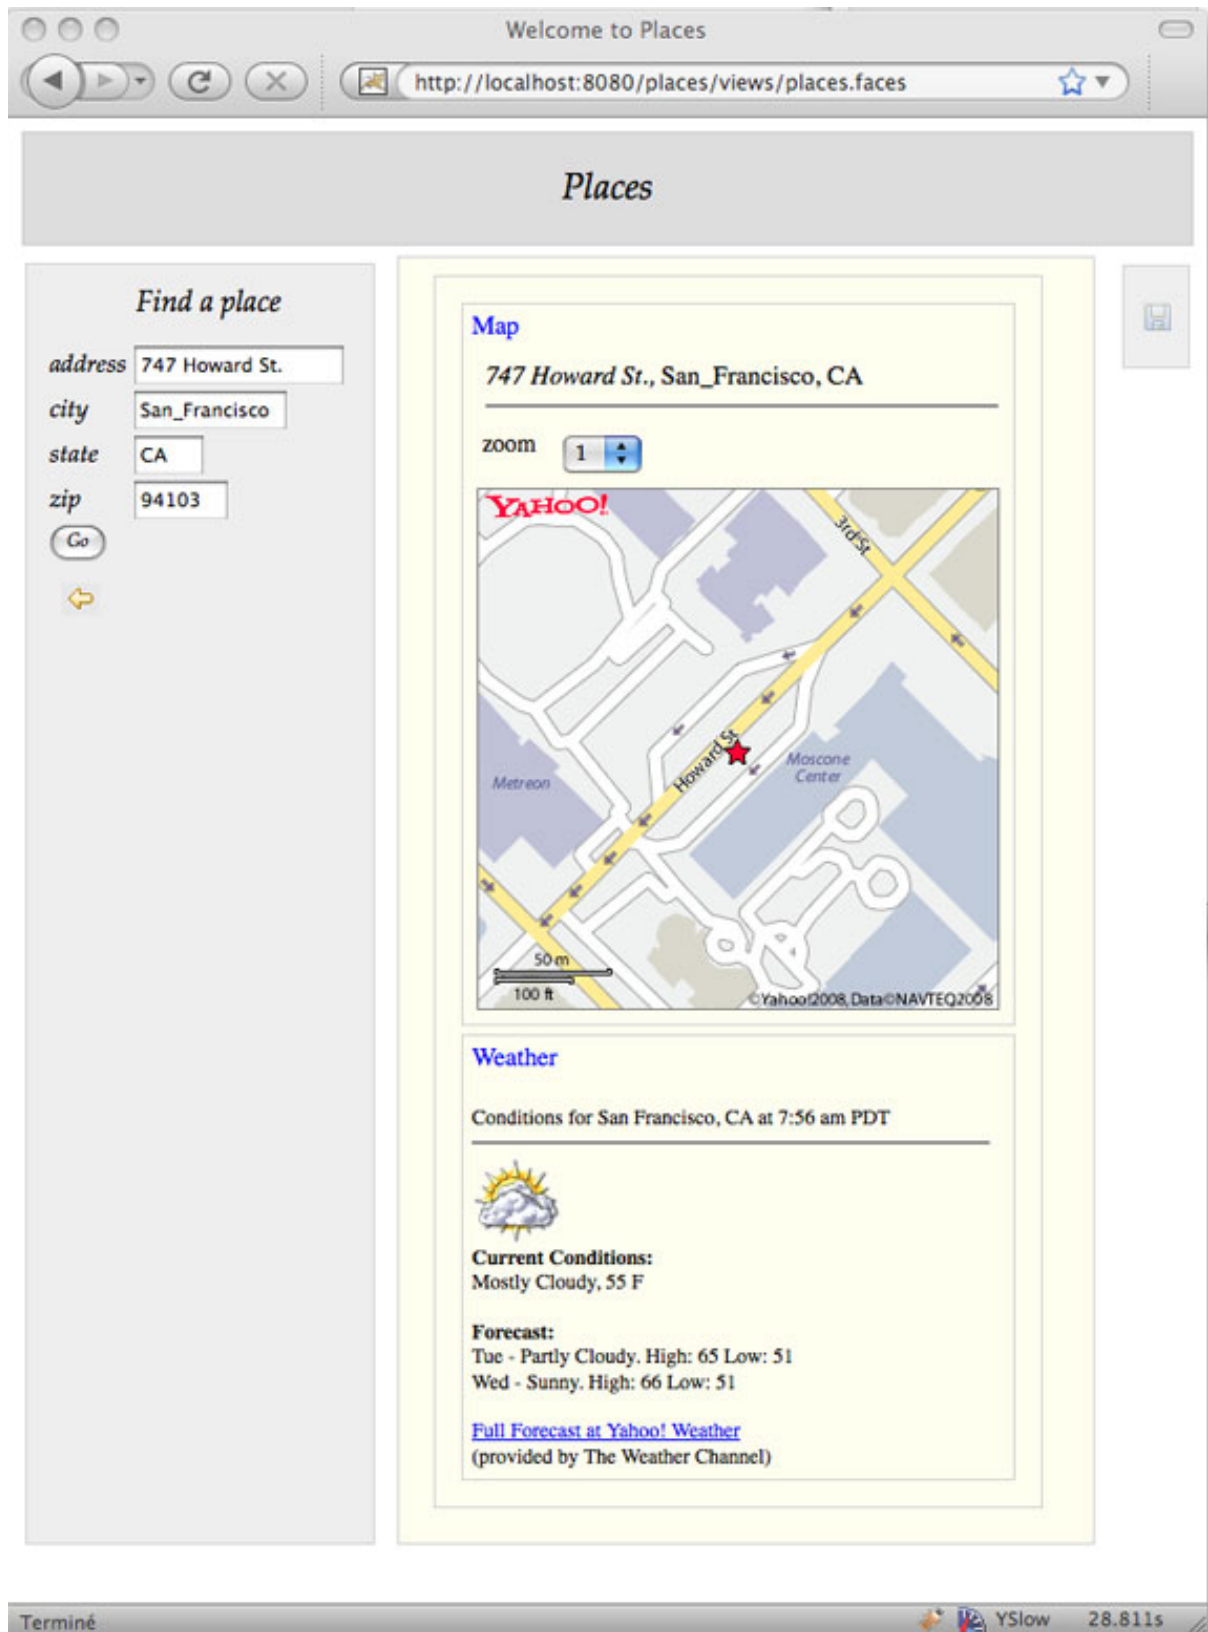 Welcome to Places
http://localhost:8080/places/views/places.faces
Places
Find a place
address 747 Howard St.
city San_Francisco
state CA
zip 94103
Go
Map
747 Howard St., San_Francisco, CA
zoom 1
YAHOO!
3rd St
Howard St
Metreon
Moscone
Center
50 m
100 ft
©Yahoo!2008, Data©NAVTEQ2008
Weather
Conditions for San Francisco, CA at 7:56 am PDT
Current Conditions:
Mostly Cloudy, 55 F
Forecast:
Tue - Partly Cloudy. High: 65 Low: 51
Wed - Sunny. High: 66 Low: 51
Full Forecast at Yahoo! Weather
(provided by The Weather Channel)
Terminé YSlow 28.811s